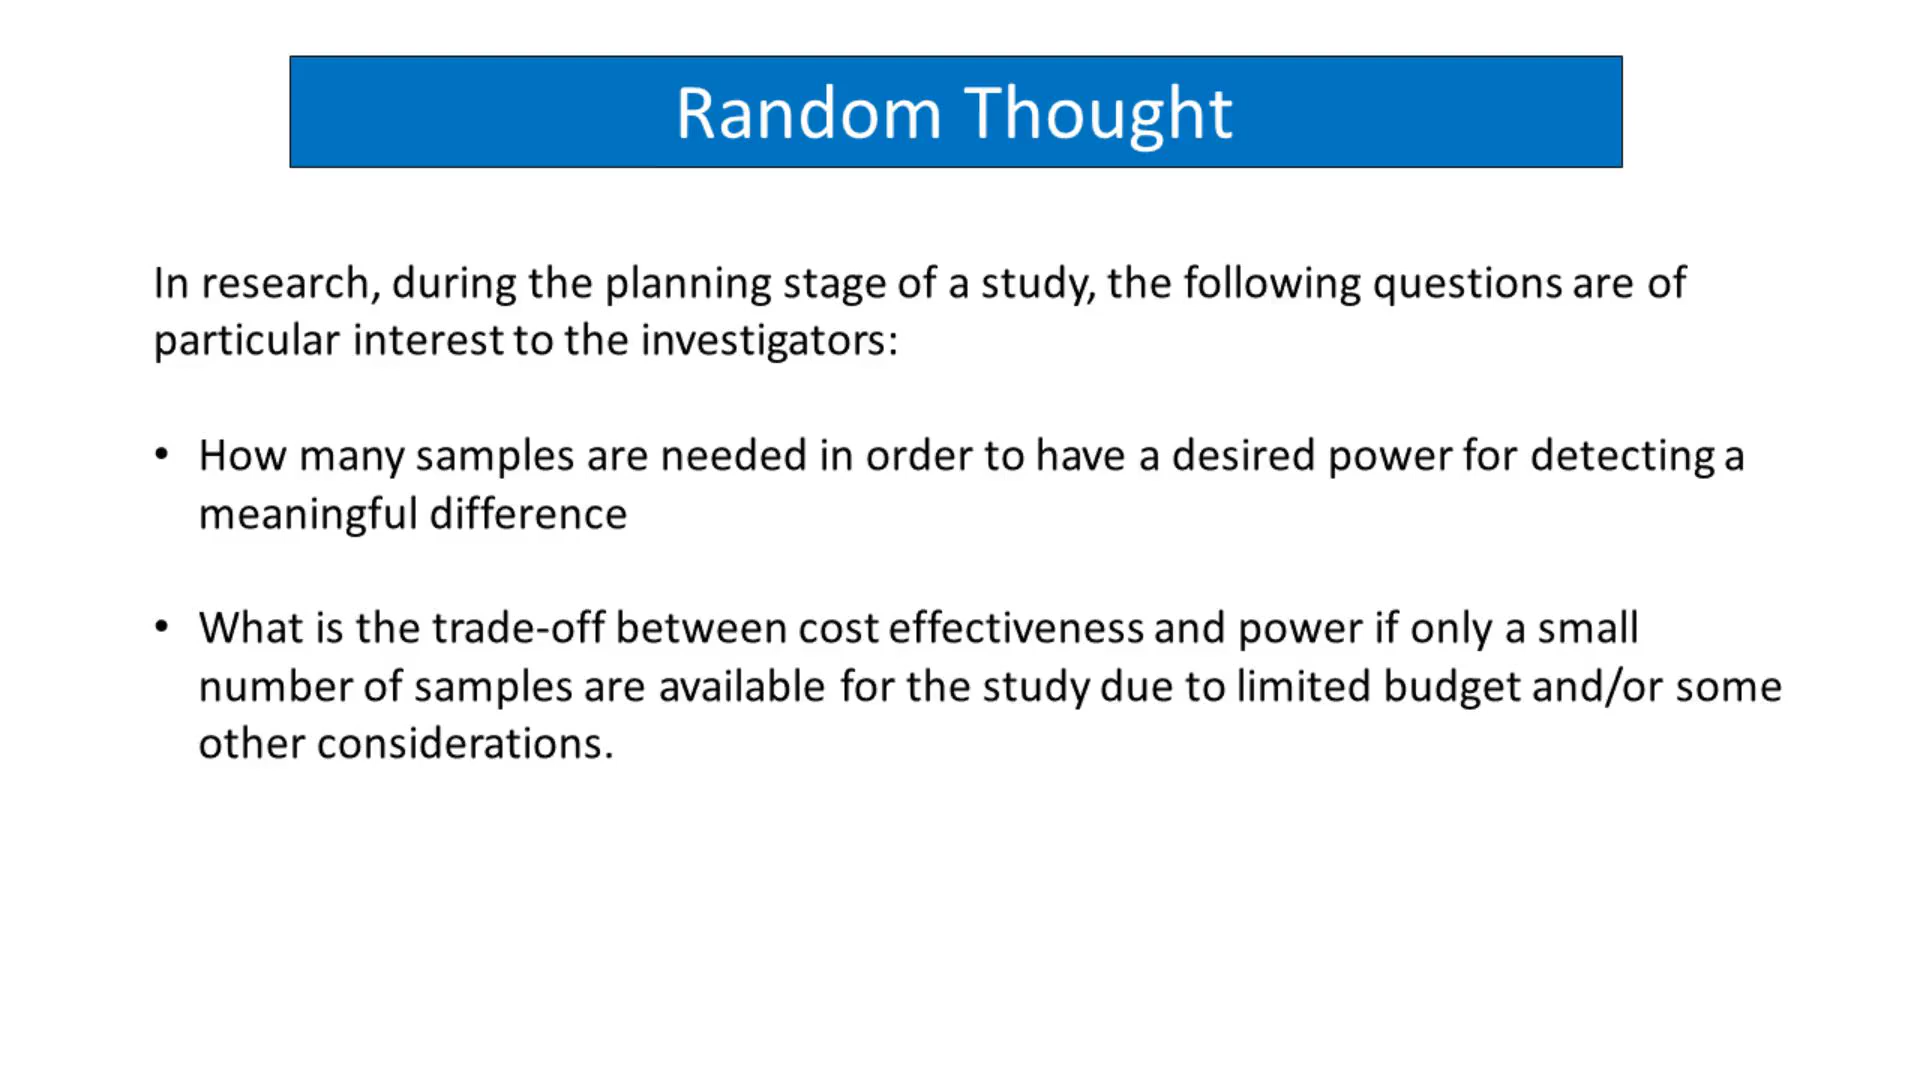 Random Thought
In research, during the planning stage of a study, the following questions are of
particular interest to the investigators:
• How many samples are needed in order to have a desired power for detecting a
meaningful difference
• What is the trade-off between cost effectiveness and power if only a small
number of samples are available for the study due to limited budget and/or some
other considerations.